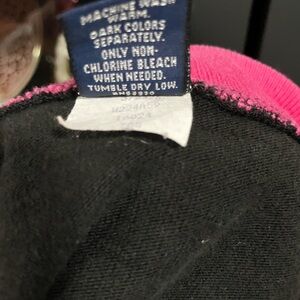 MACHINE WASH
WARM.
DARK COLORS
SEPARATELY.
ONLY NON-
CHLORINE BLEACH
WHEN NEEDED.
TUMBLE DRY LOW.